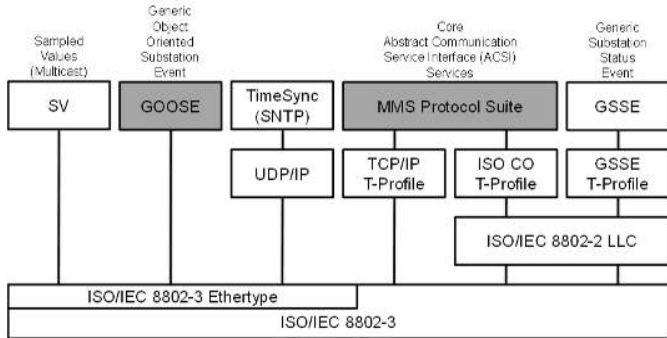 Sampled
Values
(Multicast)
Generic
Object
Oriented
Substation
Event
Core
Abstract Communication
Service Interface (ACSI)
Services
Generic
Substation
Status
Event
SV
GOOSE
TimeSync
(SNTP)
MMS Protocol Suite
GSSE
UDP/IP
TCP/IP
T-Profile
ISO CO
T-Profile
GSSE
T-Profile
ISO/IEC 8802-2 LLC
ISO/IEC 8802-3 Ethertype
ISO/IEC 8802-3